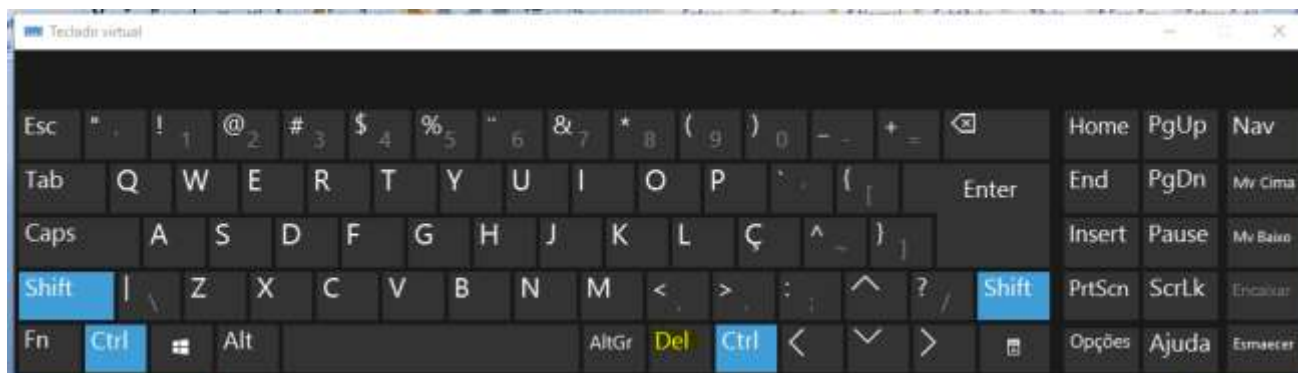 Teclado virtual
Esc " ' ! 1 @ 2 # 3 $ 4 % 5 ¨ 6 & 7 * 8 ( 9 ) 0 _ - + = Home PgUp Nav
Tab Q W E R T Y U I O P ` ´ { [ Enter End PgDn Mv Cima
Caps A S D F G H J K L Ç ^ ~ } ] Insert Pause Mv Baixo
Shift | \ Z X C V B N M < , > . : ; ? / Shift PrtScn ScrLk Encaixar
Fn Ctrl Alt AltGr Del Ctrl Opções Ajuda Esmaecer